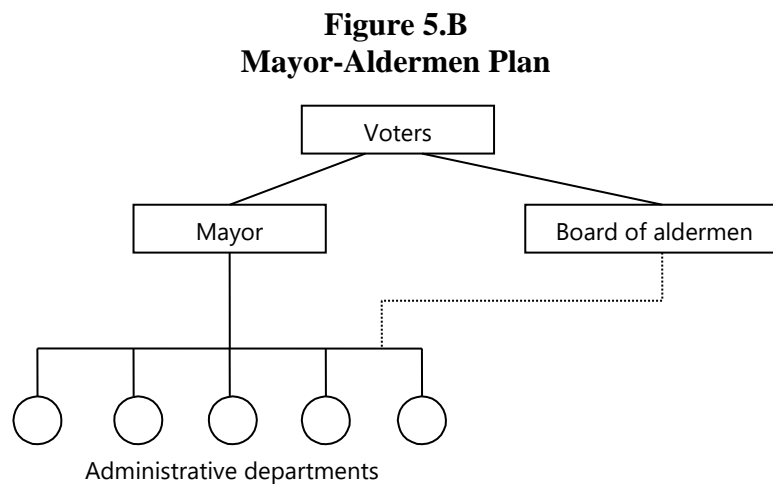 Figure 5.B
Mayor-Aldermen Plan
Voters
Mayor
Board of aldermen
Administrative departments